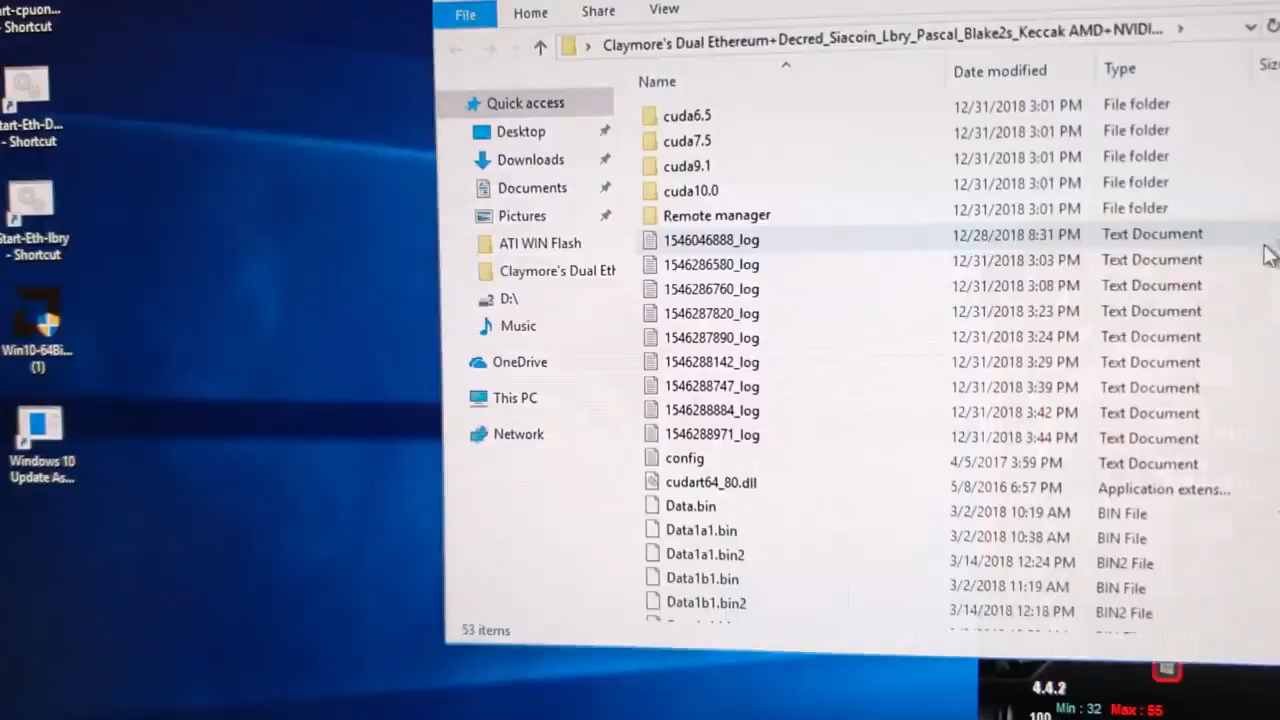 rt-cpuon...
- Shortcut
tart-Eth-D...
- Shortcut
Start-Eth-lbry
- Shortcut
Win10-64Bi...
(1)
Windows 10
Update As...
File Home Share View
Claymore's Dual Ethereum+Decred_Siacoin_Lbry_Pascal_Blake2s_Keccak AMD+NVIDI...
Name Date modified Type Siz
Quick access
Desktop
Downloads
Documents
Pictures
ATI WIN Flash
Claymore's Dual Eth
D:\
Music
OneDrive
This PC
Network
cuda6.5 12/31/2018 3:01 PM File folder
cuda7.5 12/31/2018 3:01 PM File folder
cuda9.1 12/31/2018 3:01 PM File folder
cuda10.0 12/31/2018 3:01 PM File folder
Remote manager 12/31/2018 3:01 PM File folder
1546046888_log 12/28/2018 8:31 PM Text Document
1546286580_log 12/31/2018 3:03 PM Text Document
1546286760_log 12/31/2018 3:08 PM Text Document
1546287820_log 12/31/2018 3:23 PM Text Document
1546287890_log 12/31/2018 3:24 PM Text Document
1546288142_log 12/31/2018 3:29 PM Text Document
1546288747_log 12/31/2018 3:39 PM Text Document
1546288884_log 12/31/2018 3:42 PM Text Document
1546288971_log 12/31/2018 3:44 PM Text Document
config 4/5/2017 3:59 PM Text Document
cudart64_80.dll 5/8/2016 6:57 PM Application extens...
Data.bin 3/2/2018 10:19 AM BIN File
Data1a1.bin 3/2/2018 10:38 AM BIN File
Data1a1.bin2 3/14/2018 12:24 PM BIN2 File
Data1b1.bin 3/2/2018 11:19 AM BIN File
Data1b1.bin2 3/14/2018 12:18 PM BIN2 File
53 items
4.4.2
100 Min : 32 Max : 55